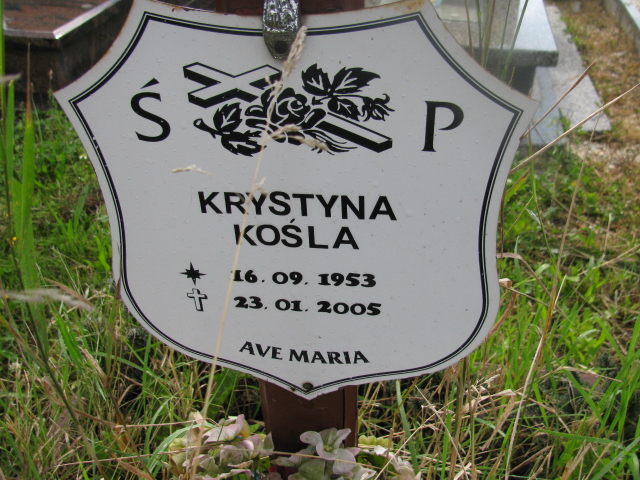 Ś P
KRYSTYNA
KOŚLA
16. 09. 1953
23. 01. 2005
AVE MARIA